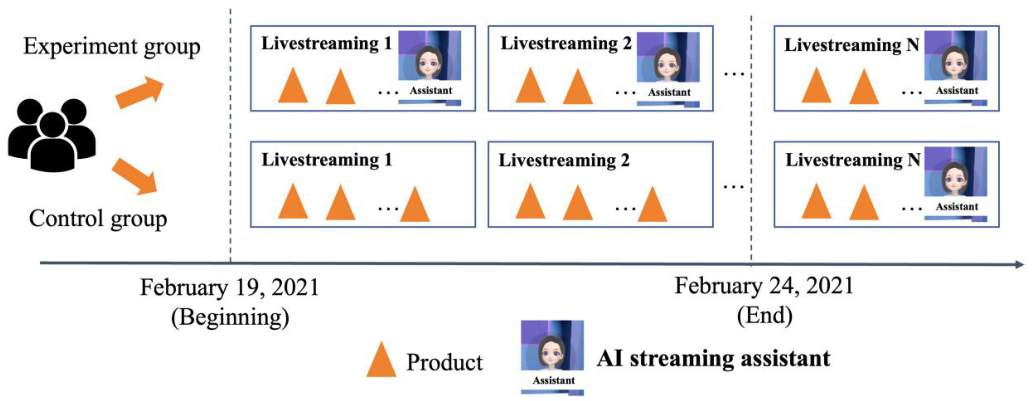 Experiment group
Livestreaming 1
... Assistant
Livestreaming 2
... Assistant
...
Livestreaming N
... Assistant
Control group
Livestreaming 1
...
Livestreaming 2
...
...
Livestreaming N
... Assistant
February 19, 2021
(Beginning)
February 24, 2021
(End)
Product
Assistant
AI streaming assistant